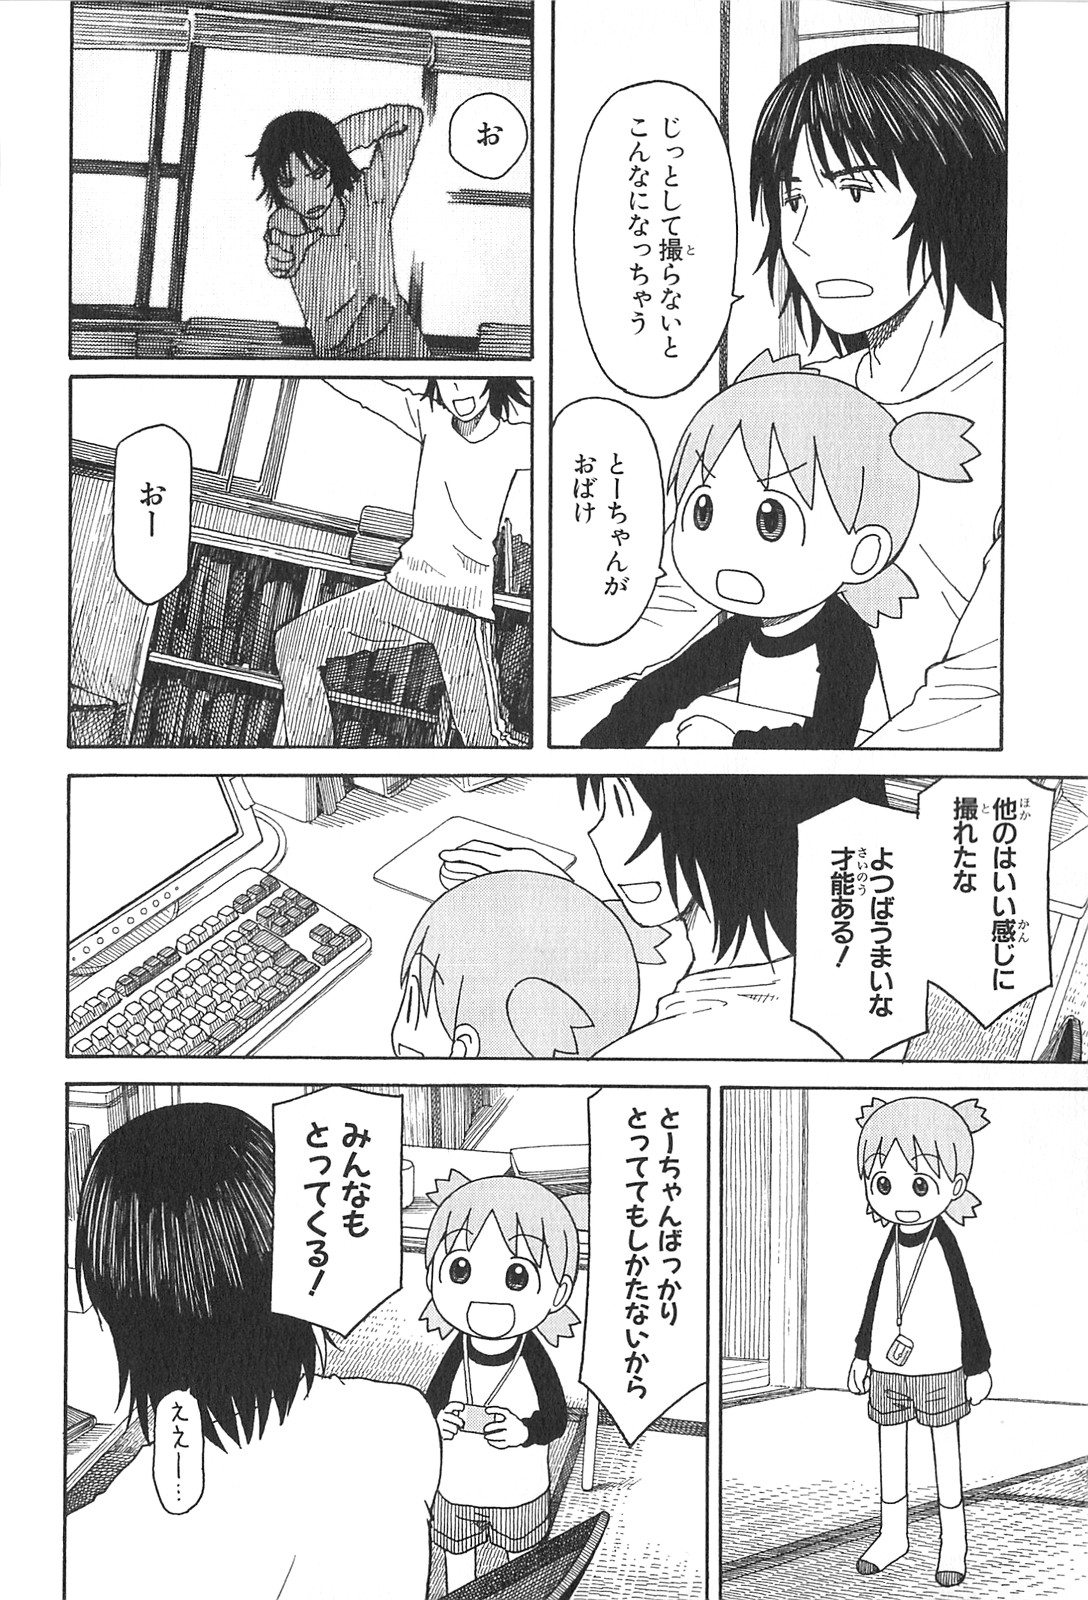 じっとして撮らないと
こんなになっちゃう
とーちゃんが
おばけ
お
おー
他のはいい感じに
撮れたな
よつばうまいな
才能ある!
とーちゃんばっかり
とっててもしかたないから
みんなも
とってくる!
ええー…